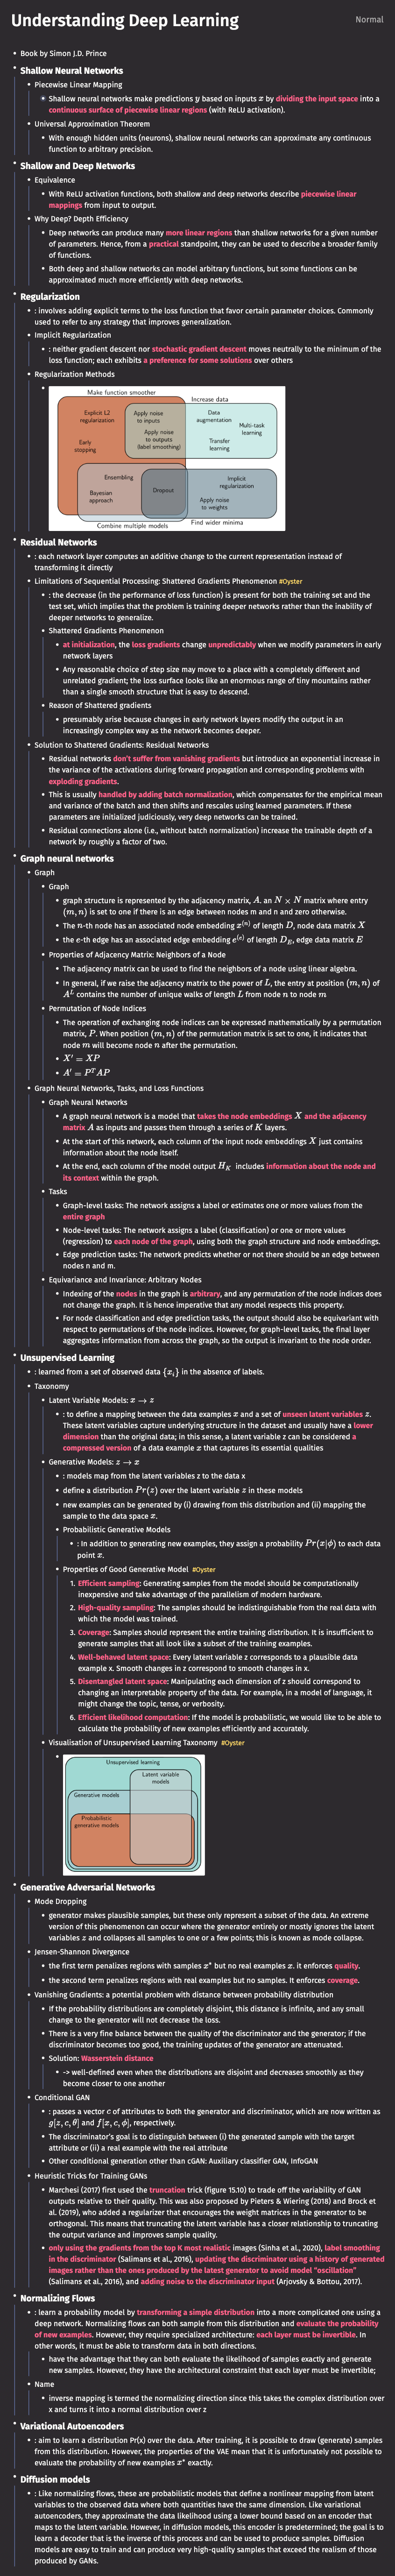 Understanding Deep Learning
Normal
Book by Simon J.D. Prince
Shallow Neural Networks
Piecewise Linear Mapping
Shallow neural networks make predictions y based on inputs x by dividing the input space into a
continuous surface of piecewise linear regions (with ReLU activation).
Universal Approximation Theorem
With enough hidden units (neurons), shallow neural networks can approximate any continuous
function to arbitrary precision.
Shallow and Deep Networks
Equivalence
With ReLU activation functions, both shallow and deep networks describe piecewise linear
mappings from input to output.
Why Deep? Depth Efficiency
Deep networks can produce many more linear regions than shallow networks for a given number
of parameters. Hence, from a practical standpoint, they can be used to describe a broader family
of functions.
Both deep and shallow networks can model arbitrary functions, but some functions can be
approximated much more efficiently with deep networks.
Regularization
: involves adding explicit terms to the loss function that favor certain parameter choices. Commonly
used to refer to any strategy that improves generalization.
Implicit Regularization
: neither gradient descent nor stochastic gradient descent moves neutrally to the minimum of the
loss function; each exhibits a preference for some solutions over others
Regularization Methods
Make function smoother
Increase data
Explicit L2
regularization
Apply noise
to inputs
Data
augmentation
Multi-task
learning
Early
stopping
Apply noise
to outputs
(label smoothing)
Transfer
learning
Ensembling
Dropout
Implicit
regularization
Bayesian
approach
Apply noise
to weights
Combine multiple models
Find wider minima
Residual Networks
: each network layer computes an additive change to the current representation instead of
transforming it directly
Limitations of Sequential Processing: Shattered Gradients Phenomenon #Oyster
: the decrease (in the performance of loss function) is present for both the training set and the
test set, which implies that the problem is training deeper networks rather than the inability of
deeper networks to generalize.
Shattered Gradients Phenomenon
at initialization, the loss gradients change unpredictably when we modify parameters in early
network layers
Any reasonable choice of step size may move to a place with a completely different and
unrelated gradient; the loss surface looks like an enormous range of tiny mountains rather
than a single smooth structure that is easy to descend.
Reason of Shattered gradients
presumably arise because changes in early network layers modify the output in an
increasingly complex way as the network becomes deeper.
Solution to Shattered Gradients: Residual Networks
Residual networks don't suffer from vanishing gradients but introduce an exponential increase in
the variance of the activations during forward propagation and corresponding problems with
exploding gradients.
This is usually handled by adding batch normalization, which compensates for the empirical mean
and variance of the batch and then shifts and rescales using learned parameters. If these
parameters are initialized judiciously, very deep networks can be trained.
Residual connections alone (i.e., without batch normalization) increase the trainable depth of a
network by roughly a factor of two.
Graph neural networks
Graph
Graph
graph structure is represented by the adjacency matrix, A. an N × N matrix where entry
(m, n) is set to one if there is an edge between nodes m and n and zero otherwise.
The n-th node has an associated node embedding x^(n) of length D, node data matrix X
the e-th edge has an associated edge embedding e^(e) of length D_E, edge data matrix E
Properties of Adjacency Matrix: Neighbors of a Node
The adjacency matrix can be used to find the neighbors of a node using linear algebra.
In general, if we raise the adjacency matrix to the power of L, the entry at position (m, n) of
A^L contains the number of unique walks of length L from node n to node m
Permutation of Node Indices
The operation of exchanging node indices can be expressed mathematically by a permutation
matrix, P. When position (m, n) of the permutation matrix is set to one, it indicates that
node m will become node n after the permutation.
X' = XP
A' = P^T AP
Graph Neural Networks, Tasks, and Loss Functions
Graph Neural Networks
A graph neural network is a model that takes the node embeddings X and the adjacency
matrix A as inputs and passes them through a series of K layers.
At the start of this network, each column of the input node embeddings X just contains
information about the node itself.
At the end, each column of the model output H_K includes information about the node and
its context within the graph.
Tasks
Graph-level tasks: The network assigns a label or estimates one or more values from the
entire graph
Node-level tasks: The network assigns a label (classification) or one or more values
(regression) to each node of the graph, using both the graph structure and node embeddings.
Edge prediction tasks: The network predicts whether or not there should be an edge between
nodes n and m.
Equivariance and Invariance: Arbitrary Nodes
Indexing of the nodes in the graph is arbitrary, and any permutation of the node indices does
not change the graph. It is hence imperative that any model respects this property.
For node classification and edge prediction tasks, the output should also be equivariant with
respect to permutations of the node indices. However, for graph-level tasks, the final layer
aggregates information from across the graph, so the output is invariant to the node order.
Unsupervised Learning
: learned from a set of observed data {x_i} in the absence of labels.
Taxonomy
Latent Variable Models: x → z
: to define a mapping between the data examples x and a set of unseen latent variables z.
These latent variables capture underlying structure in the dataset and usually have a lower
dimension than the original data; in this sense, a latent variable z can be considered a
compressed version of a data example x that captures its essential qualities
Generative Models: z → x
: models map from the latent variables z to the data x
define a distribution Pr(z) over the latent variable z in these models
new examples can be generated by (i) drawing from this distribution and (ii) mapping the
sample to the data space x.
Probabilistic Generative Models
: In addition to generating new examples, they assign a probability Pr(x|ϕ) to each data
point x.
Properties of Good Generative Model #Oyster
1. Efficient sampling: Generating samples from the model should be computationally
inexpensive and take advantage of the parallelism of modern hardware.
2. High-quality sampling: The samples should be indistinguishable from the real data with
which the model was trained.
3. Coverage: Samples should represent the entire training distribution. It is insufficient to
generate samples that all look like a subset of the training examples.
4. Well-behaved latent space: Every latent variable z corresponds to a plausible data
example x. Smooth changes in z correspond to smooth changes in x.
5. Disentangled latent space: Manipulating each dimension of z should correspond to
changing an interpretable property of the data. For example, in a model of language, it
might change the topic, tense, or verbosity.
6. Efficient likelihood computation: If the model is probabilistic, we would like to be able to
calculate the probability of new examples efficiently and accurately.
Visualisation of Unsupervised Learning Taxonomy #Oyster
Unsupervised learning
Latent variable
models
Generative models
Probabilistic
generative models
Generative Adversarial Networks
Mode Dropping
generator makes plausible samples, but these only represent a subset of the data. An extreme
version of this phenomenon can occur where the generator entirely or mostly ignores the latent
variables z and collapses all samples to one or a few points; this is known as mode collapse.
Jensen-Shannon Divergence
the first term penalizes regions with samples x* but no real examples x. it enforces quality.
the second term penalizes regions with real examples but no samples. It enforces coverage.
Vanishing Gradients: a potential problem with distance between probability distribution
If the probability distributions are completely disjoint, this distance is infinite, and any small
change to the generator will not decrease the loss.
There is a very fine balance between the quality of the discriminator and the generator; if the
discriminator becomes too good, the training updates of the generator are attenuated.
Solution: Wasserstein distance
-> well-defined even when the distributions are disjoint and decreases smoothly as they
become closer to one another
Conditional GAN
: passes a vector c of attributes to both the generator and discriminator, which are now written as
g[z, c, θ] and f[x, c, ϕ], respectively.
The discriminator's goal is to distinguish between (i) the generated sample with the target
attribute or (ii) a real example with the real attribute
Other conditional generation other than cGAN: Auxiliary classifier GAN, InfoGAN
Heuristic Tricks for Training GANs
Marchesi (2017) first used the truncation trick (figure 15.10) to trade off the variability of GAN
outputs relative to their quality. This was also proposed by Pieters & Wiering (2018) and Brock et
al. (2019), who added a regularizer that encourages the weight matrices in the generator to be
orthogonal. This means that truncating the latent variable has a closer relationship to truncating
the output variance and improves sample quality.
only using the gradients from the top K most realistic images (Sinha et al., 2020), label smoothing
in the discriminator (Salimans et al., 2016), updating the discriminator using a history of generated
images rather than the ones produced by the latest generator to avoid model “oscillation”
(Salimans et al., 2016), and adding noise to the discriminator input (Arjovsky & Bottou, 2017).
Normalizing Flows
: learn a probability model by transforming a simple distribution into a more complicated one using a
deep network. Normalizing flows can both sample from this distribution and evaluate the probability
of new examples. However, they require specialized architecture: each layer must be invertible. In
other words, it must be able to transform data in both directions.
have the advantage that they can both evaluate the likelihood of samples exactly and generate
new samples. However, they have the architectural constraint that each layer must be invertible;
Name
inverse mapping is termed the normalizing direction since this takes the complex distribution over
x and turns it into a normal distribution over z
Variational Autoencoders
: aim to learn a distribution Pr(x) over the data. After training, it is possible to draw (generate) samples
from this distribution. However, the properties of the VAE mean that it is unfortunately not possible to
evaluate the probability of new examples x* exactly.
Diffusion models
: Like normalizing flows, these are probabilistic models that define a nonlinear mapping from latent
variables to the observed data where both quantities have the same dimension. Like variational
autoencoders, they approximate the data likelihood using a lower bound based on an encoder that
maps to the latent variable. However, in diffusion models, this encoder is predetermined; the goal is to
learn a decoder that is the inverse of this process and can be used to produce samples. Diffusion
models are easy to train and can produce very high-quality samples that exceed the realism of those
produced by GANs.